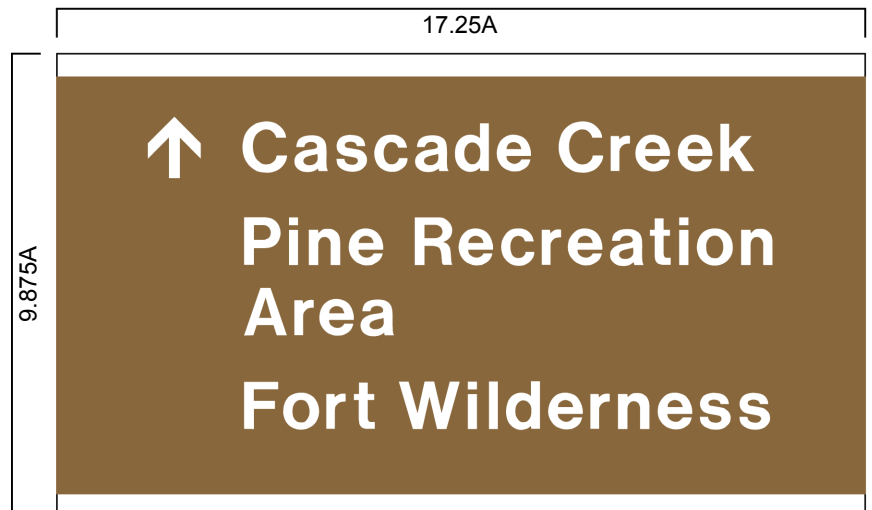 17.25A
9.875A
↑ Cascade Creek
Pine Recreation
Area
Fort Wilderness